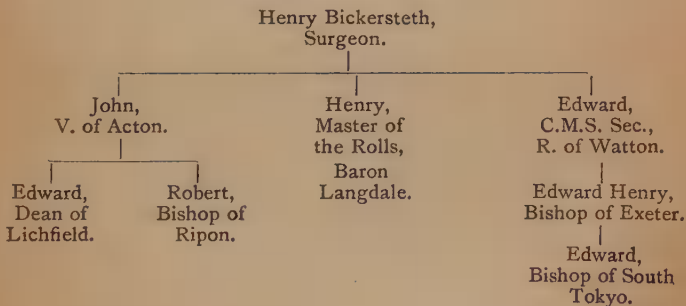 Henry Bickersteth,
Surgeon.
John,
V. of Acton.
Henry,
Master of
the Rolls,
Baron
Langdale.
Edward,
C.M.S. Sec.,
R. of Watton.
Edward,
Dean of
Lichfield.
Robert,
Bishop of
Ripon.
Edward Henry,
Bishop of Exeter.
Edward,
Bishop of South
Tokyo.